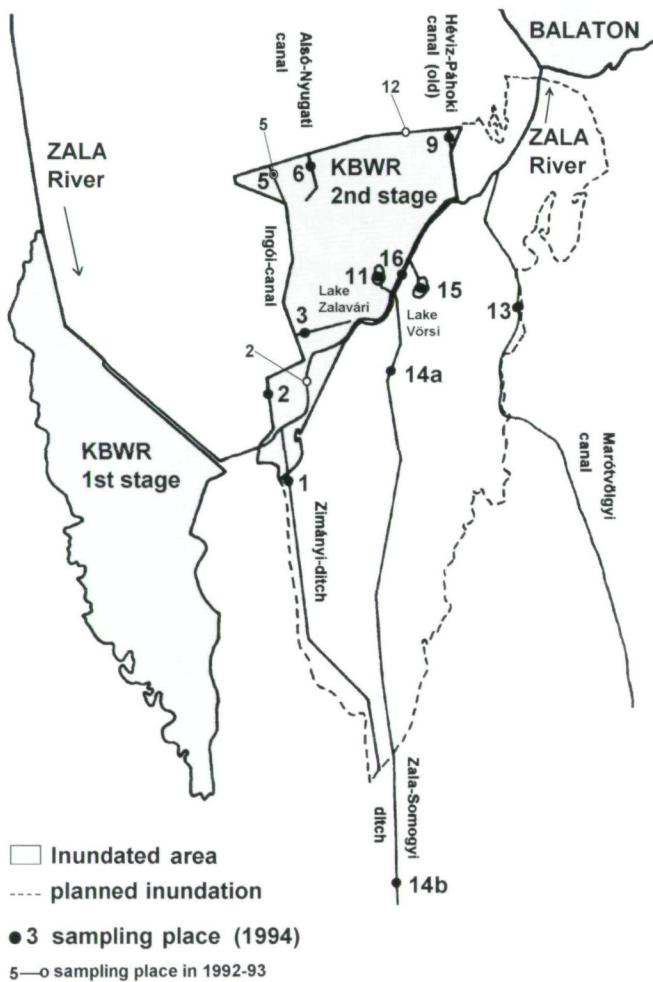 BALATON
Alsó-Nyugati
canal
Hévíz-Páhoki
canal (old)
12
ZALA
River
ZALA
River
5
5
6
9
KBWR
2nd stage
Ingói-canal
16
11
15
Lake
Zalavári
Lake
Vörsi
13
3
2
14a
2
KBWR
1st stage
1
Marótvölgyi
canal
Zimányi-ditch
Zala-Somogyi
ditch
14b
Inundated area
planned inundation
3 sampling place (1994)
5 sampling place in 1992-93